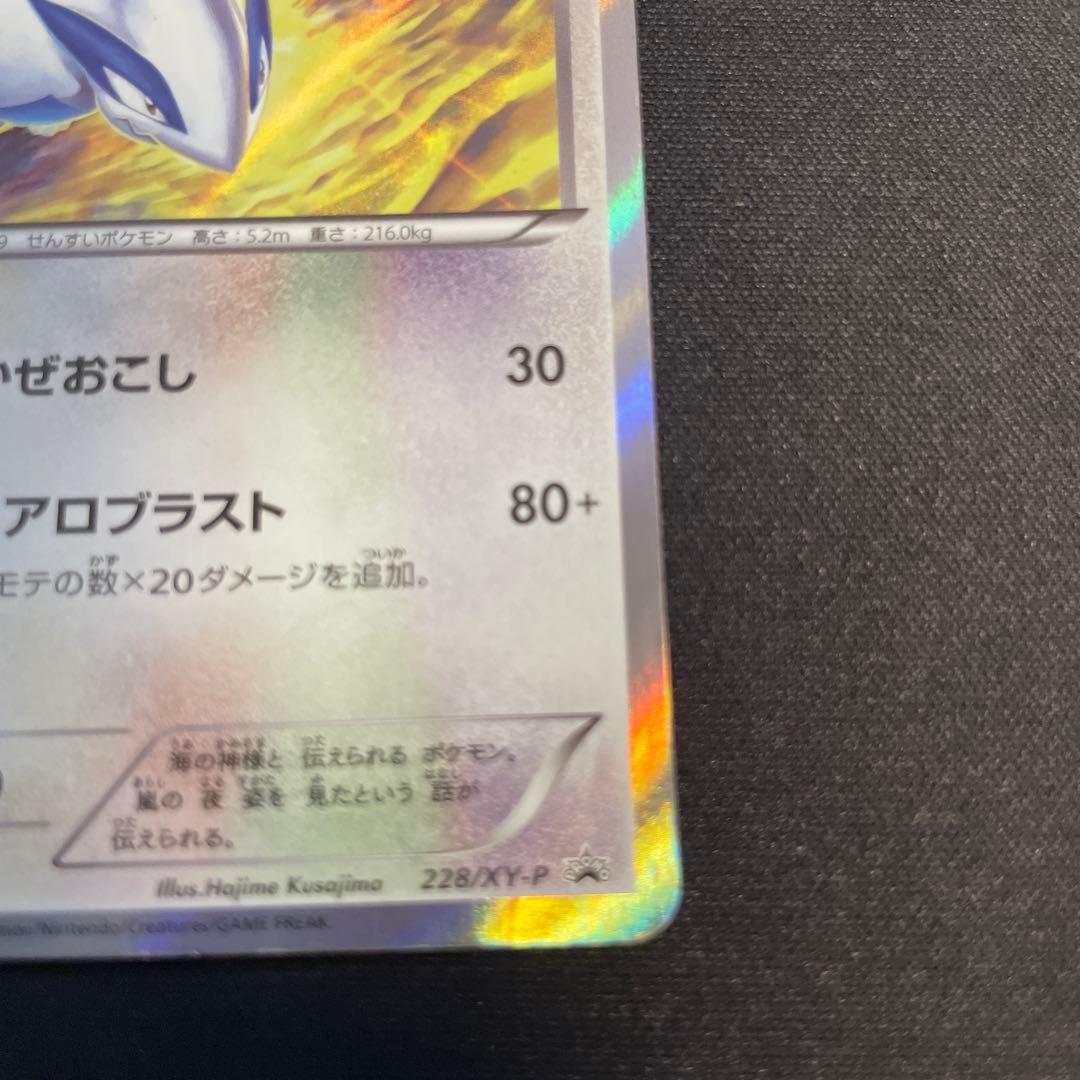 9 せんすいポケモン 高さ：5.2m 重さ：216.0kg
かぜおこし 30
アロブラスト 80+
モテの数×20ダメージを追加。
海の神様と 伝えられる ポケモン。
嵐の 夜 姿を 見たという 話が
伝えられる。
Illus.Hajime Kusajima 228/XY-P
/Nintendo/Creatures/GAME FREAK.